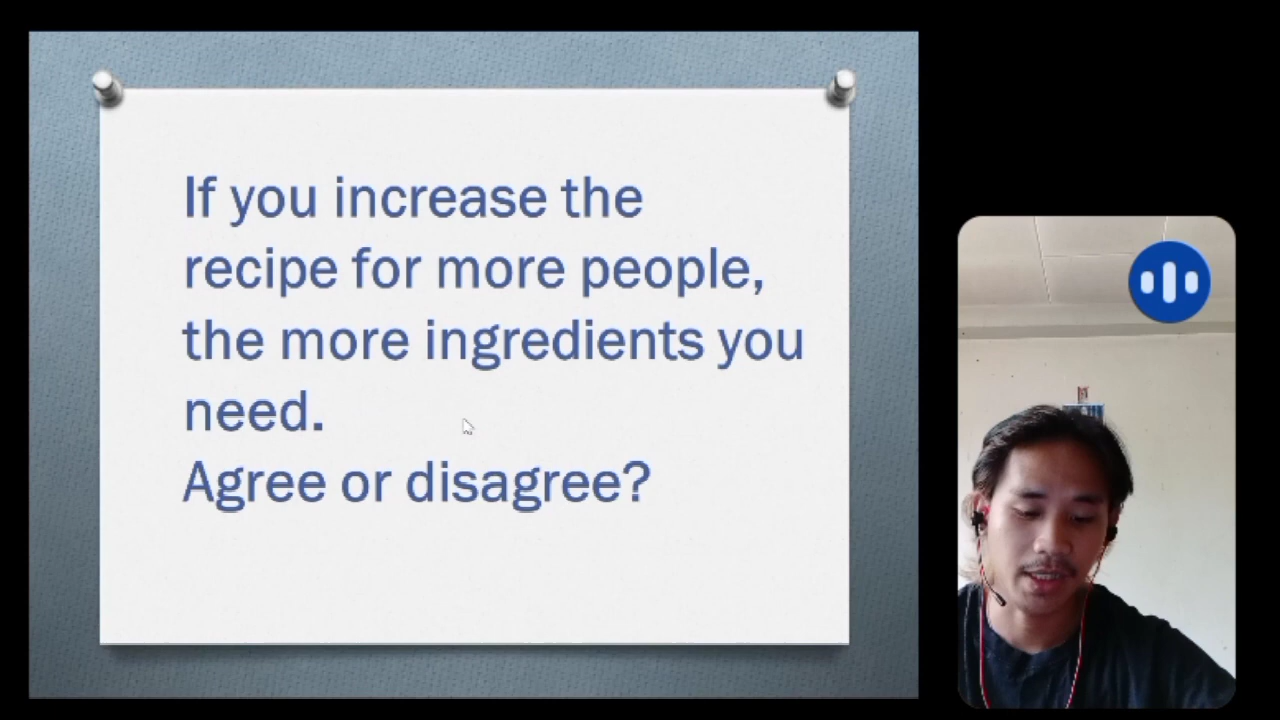 If you increase the
recipe for more people,
the more ingredients you
need.
Agree or disagree?